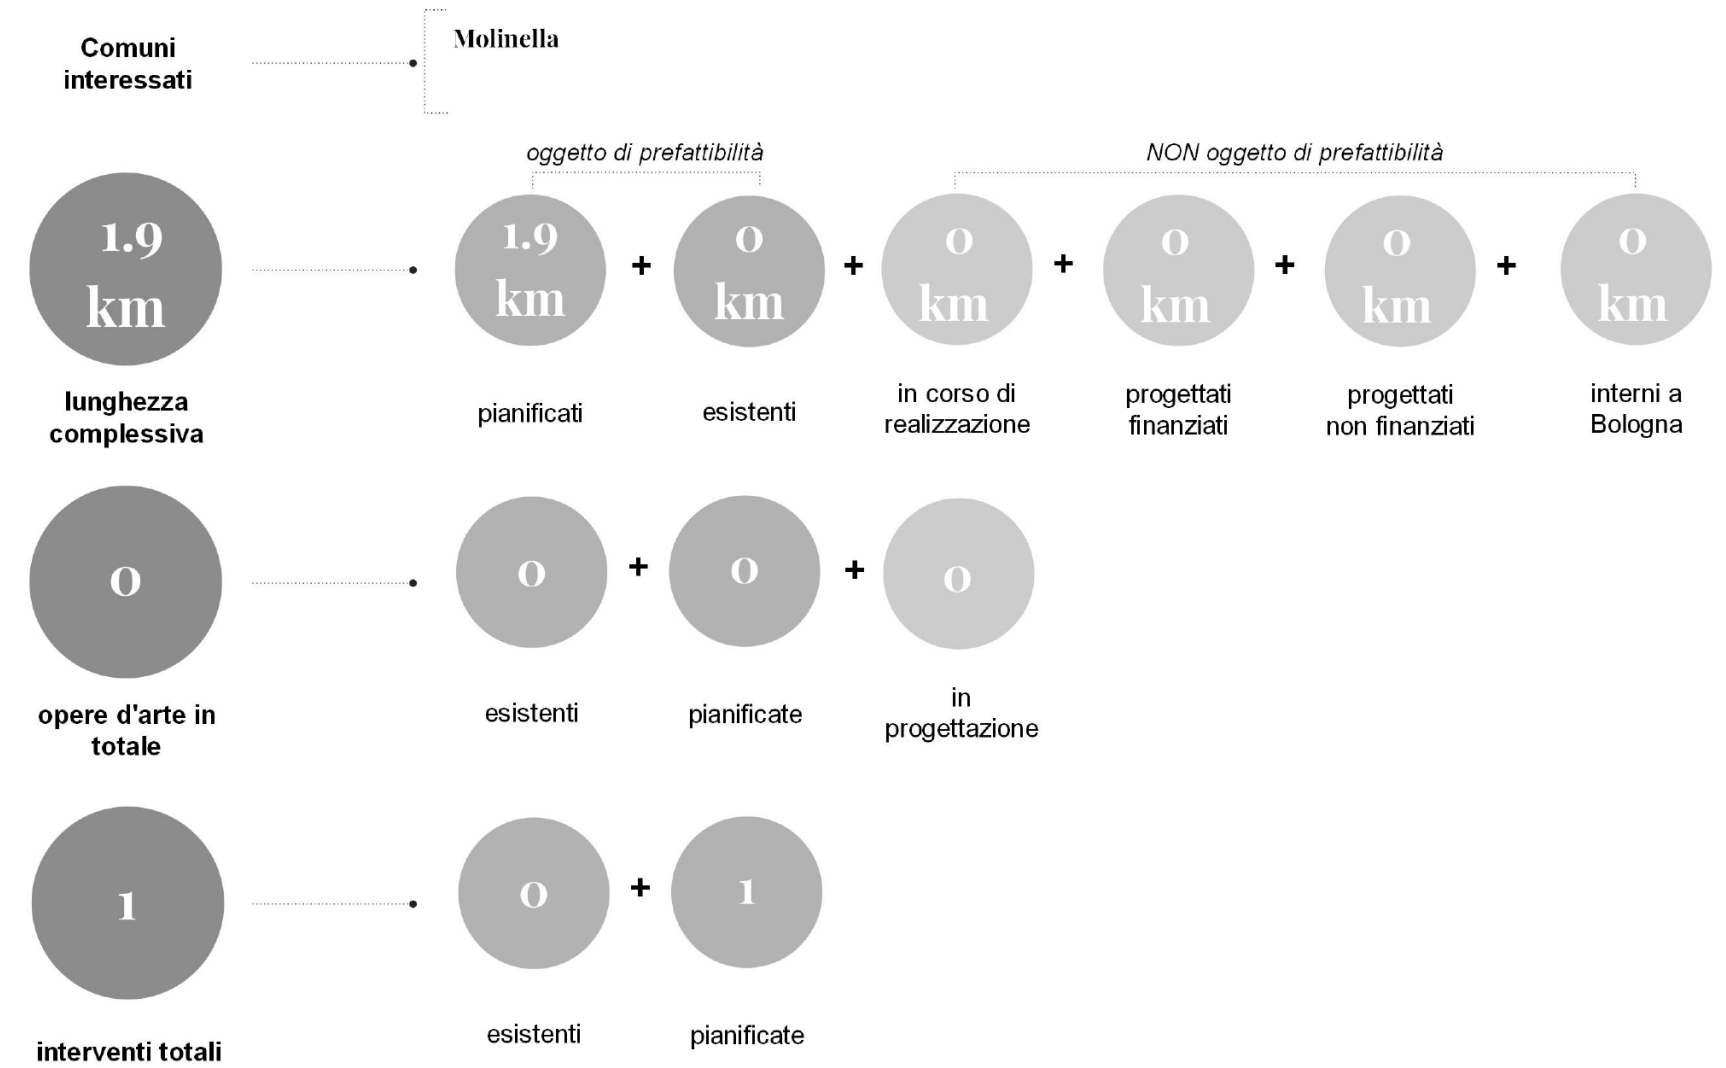 Comuni
interessati
Molinella
oggetto di prefattibilità
NON oggetto di prefattibilità
1.9
km
lunghezza
complessiva
1.9
km
pianificati
+
0
km
esistenti
+
0
km
in corso di
realizzazione
+
0
km
progettati
finanziati
+
0
km
progettati
non finanziati
+
0
km
interni a
Bologna
0
opere d'arte in
totale
0
esistenti
+
0
pianificate
+
0
in
progettazione
1
interventi totali
0
esistenti
+
1
pianificate